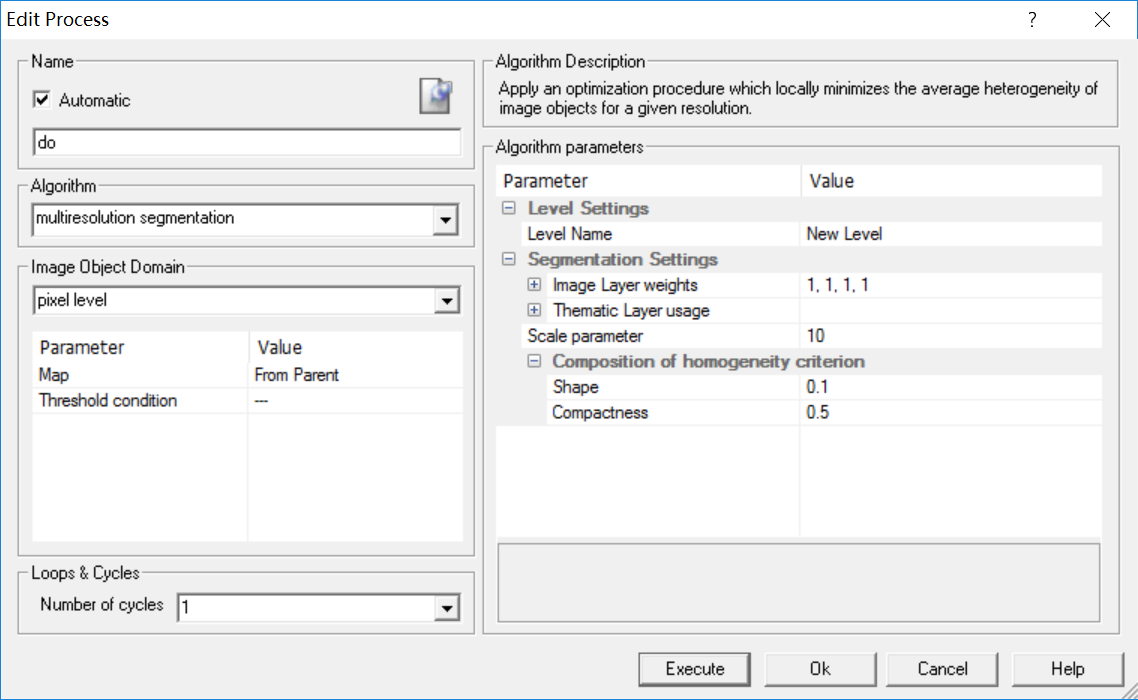 Edit Process
?
Name
Automatic
do
Algorithm
multiresolution segmentation
Image Object Domain
pixel level
Parameter Value
Map From Parent
Threshold condition ---
Loops & Cycles
Number of cycles 1
Algorithm Description
Apply an optimization procedure which locally minimizes the average heterogeneity of
image objects for a given resolution.
Algorithm parameters
Parameter Value
Level Settings
Level Name New Level
Segmentation Settings
Image Layer weights 1, 1, 1, 1
Thematic Layer usage
Scale parameter 10
Composition of homogeneity criterion
Shape 0.1
Compactness 0.5
Execute Ok Cancel Help